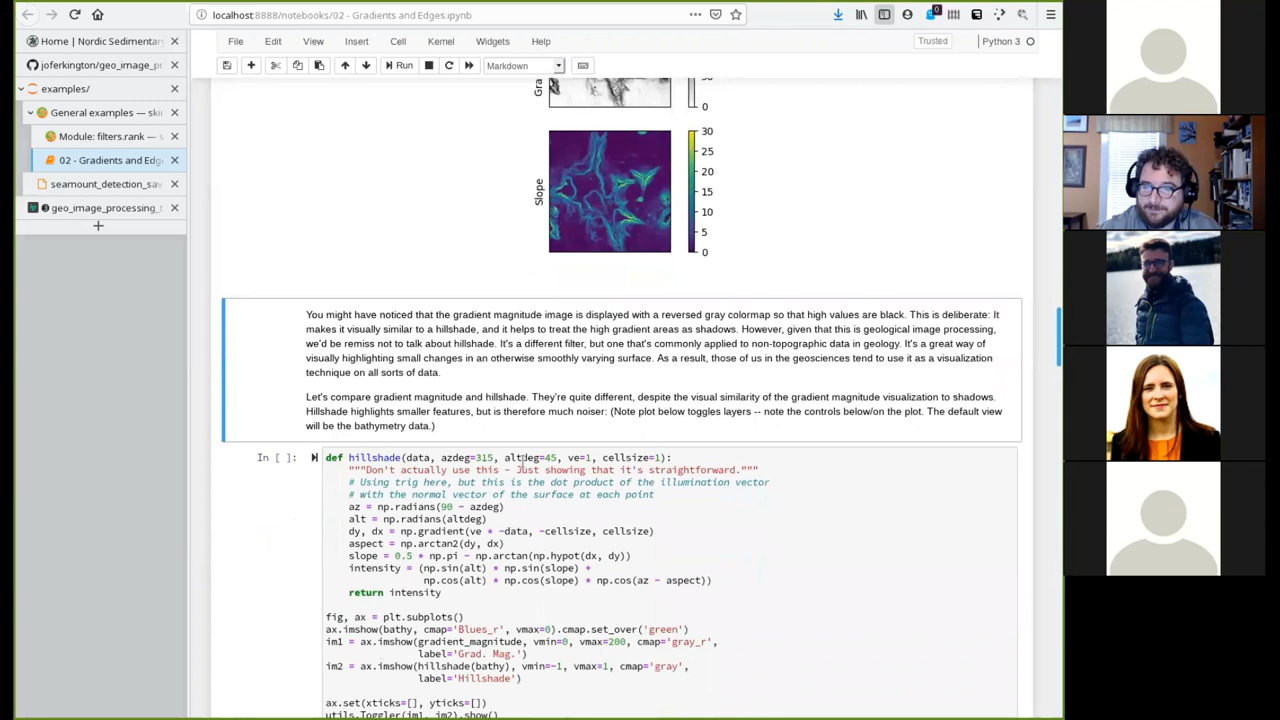 localhost:8888/notebooks/02 - Gradients and Edges.ipynb
0
Home | Nordic Sedimentar
joferkington/geo_image_pr
examples/
General examples — skim
Module: filters.rank — s
02 - Gradients and Edg
seamount_detection_sav
geo_image_processing_
File Edit View Insert Cell Kernel Widgets Help
Trusted Python 3
Run Markdown
Gra
0
Slope
30
25
20
15
10
5
0
You might have noticed that the gradient magnitude image is displayed with a reversed gray colormap so that high values are black. This is deliberate: It
makes it visually similar to a hillshade, and it helps to treat the high gradient areas as shadows. However, given that this is geological image processing,
we'd be remiss not to talk about hillshade. It's a different filter, but one that's commonly applied to non-topographic data in geology. It's a great way of
visually highlighting small changes in an otherwise smoothly varying surface. As a result, those of us in the geosciences tend to use it as a visualization
technique on all sorts of data.
Let's compare gradient magnitude and hillshade. They're quite different, despite the visual similarity of the gradient magnitude visualization to shadows.
Hillshade highlights smaller features, but is therefore much noiser: (Note plot below toggles layers -- note the controls below/on the plot. The default view
will be the bathymetry data.)
In [ ]:
def hillshade(data, azdeg=315, altdeg=45, ve=1, cellsize=1):
"""Don't actually use this - Just showing that it's straightforward."""
# Using trig here, but this is the dot product of the illumination vector
# with the normal vector of the surface at each point
az = np.radians(90 - azdeg)
alt = np.radians(altdeg)
dy, dx = np.gradient(ve * -data, -cellsize, cellsize)
aspect = np.arctan2(dy, dx)
slope = 0.5 * np.pi - np.arctan(np.hypot(dx, dy))
intensity = (np.sin(alt) * np.sin(slope) +
np.cos(alt) * np.cos(slope) * np.cos(az - aspect))
return intensity
fig, ax = plt.subplots()
ax.imshow(bathy, cmap='Blues_r', vmax=0).cmap.set_over('green')
im1 = ax.imshow(gradient_magnitude, vmin=0, vmax=200, cmap='gray_r',
label='Grad. Mag.')
im2 = ax.imshow(hillshade(bathy), vmin=-1, vmax=1, cmap='gray',
label='Hillshade')
ax.set(xticks=[], yticks=[])
utils.Toggler(im1, im2).show()